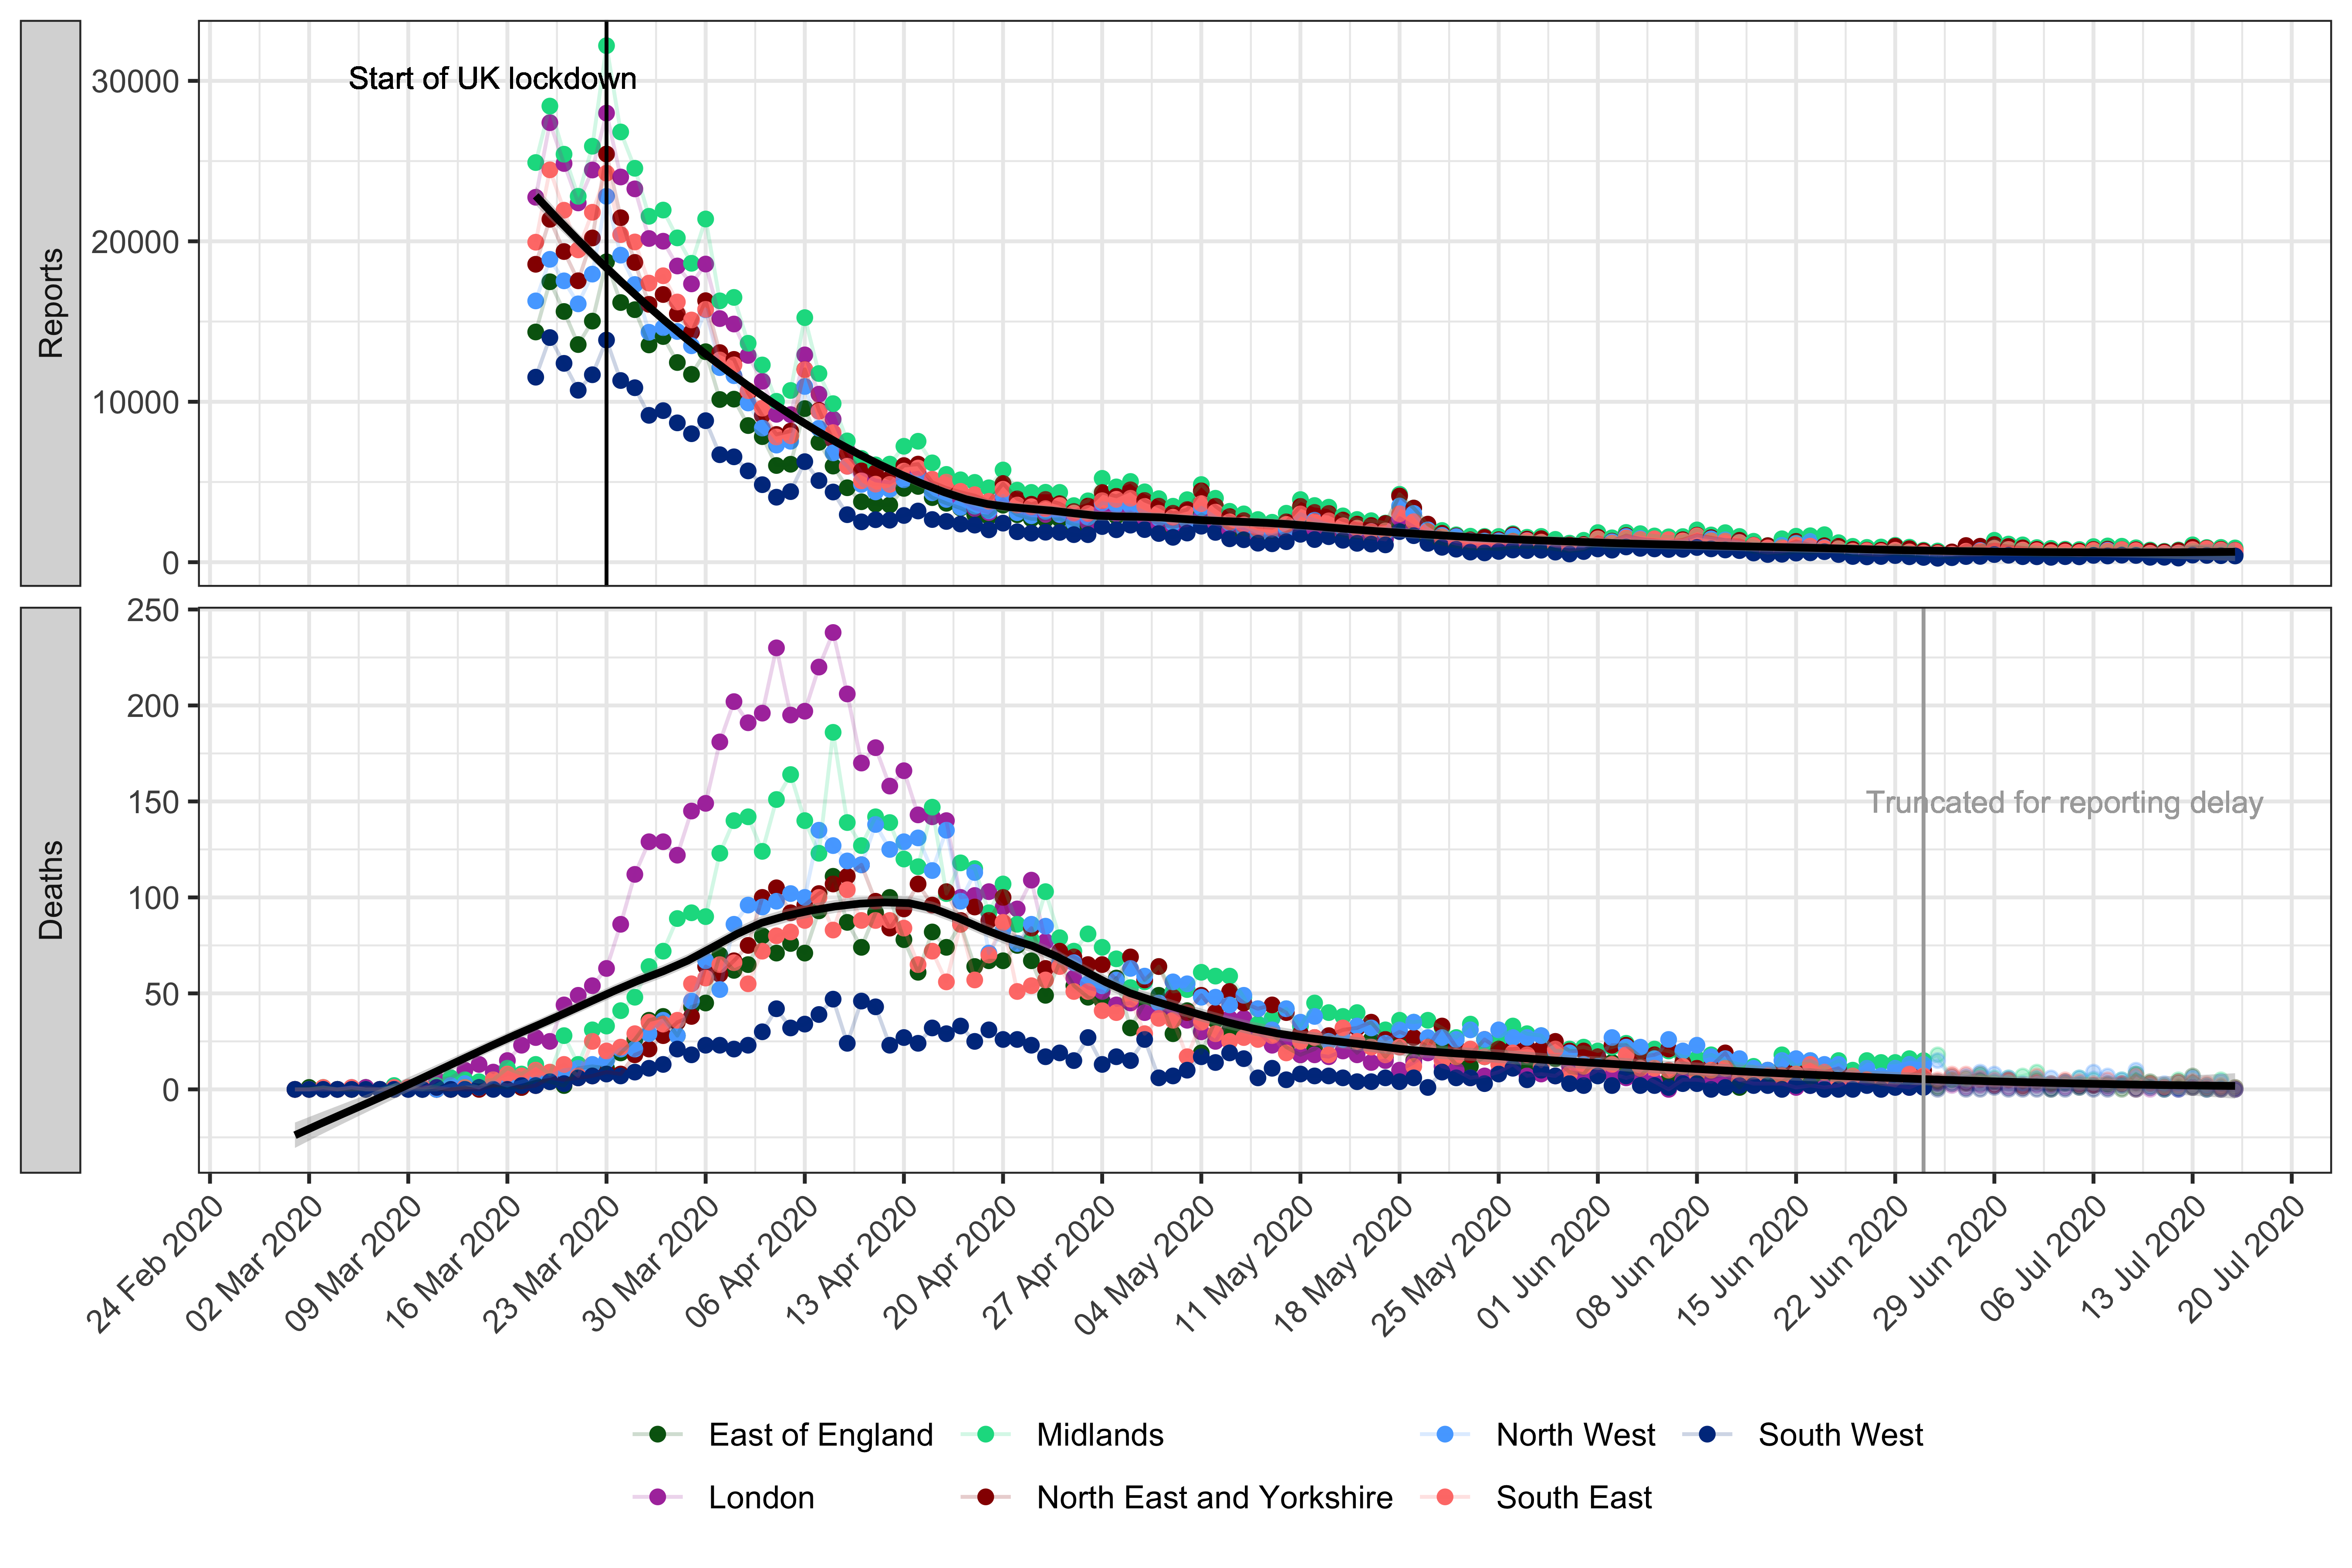 Reports
30000
20000
10000
0
Start of UK lockdown
Deaths
250
200
150
100
50
0
Truncated for reporting delay
24 Feb 2020
02 Mar 2020
09 Mar 2020
16 Mar 2020
23 Mar 2020
30 Mar 2020
06 Apr 2020
13 Apr 2020
20 Apr 2020
27 Apr 2020
04 May 2020
11 May 2020
18 May 2020
25 May 2020
01 Jun 2020
08 Jun 2020
15 Jun 2020
22 Jun 2020
29 Jun 2020
06 Jul 2020
13 Jul 2020
20 Jul 2020
East of England
Midlands
North West
South West
London
North East and Yorkshire
South East